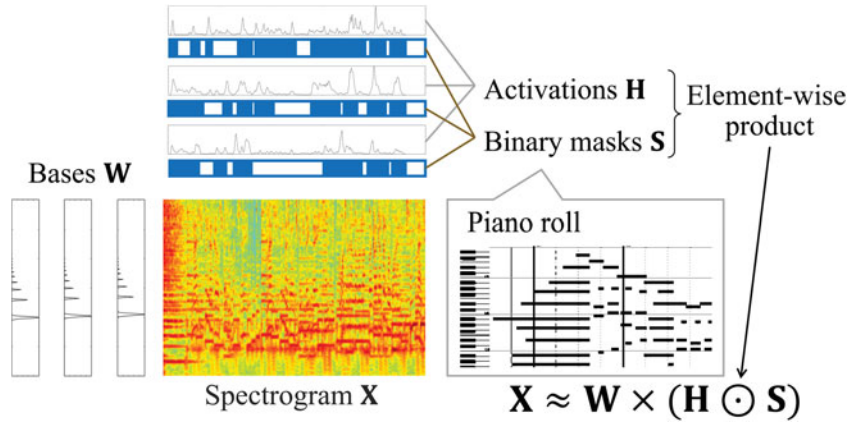 Activations H
Binary masks S
Element-wise
product
Bases W
Piano roll
Spectrogram X
X ≈ W × (H ⊙ S)